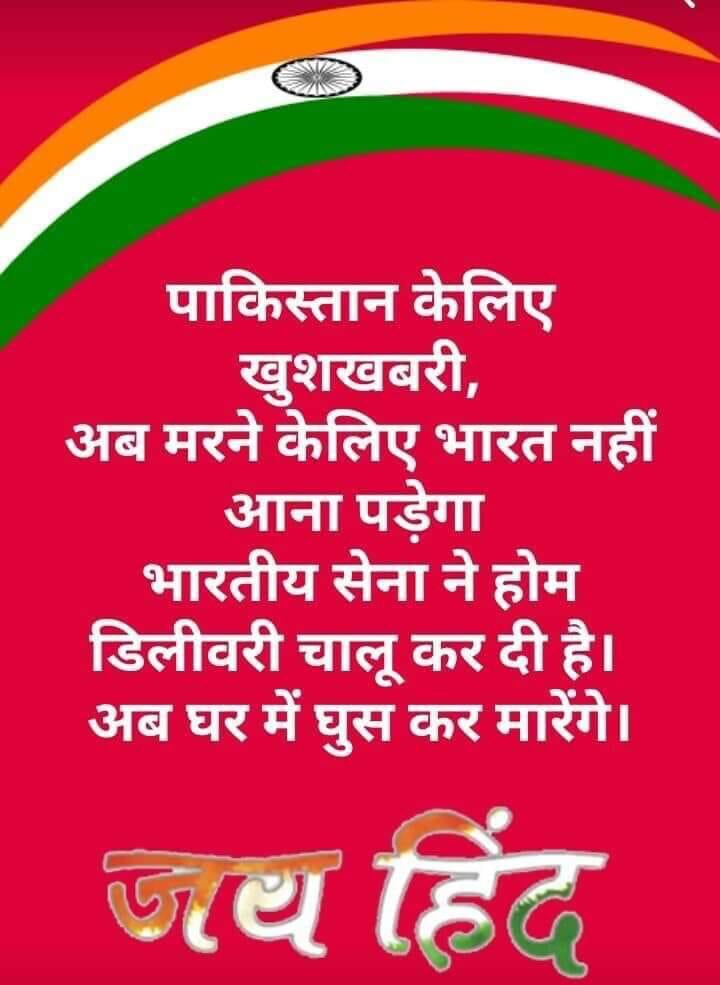 पाकिस्तान केलिए
खुशखबरी,
अब मरने केलिए भारत नहीं
आना पड़ेगा
भारतीय सेना ने होम
डिलीवरी चालू कर दी है।
अब घर में घुस कर मारेंगे।
जय हिंद